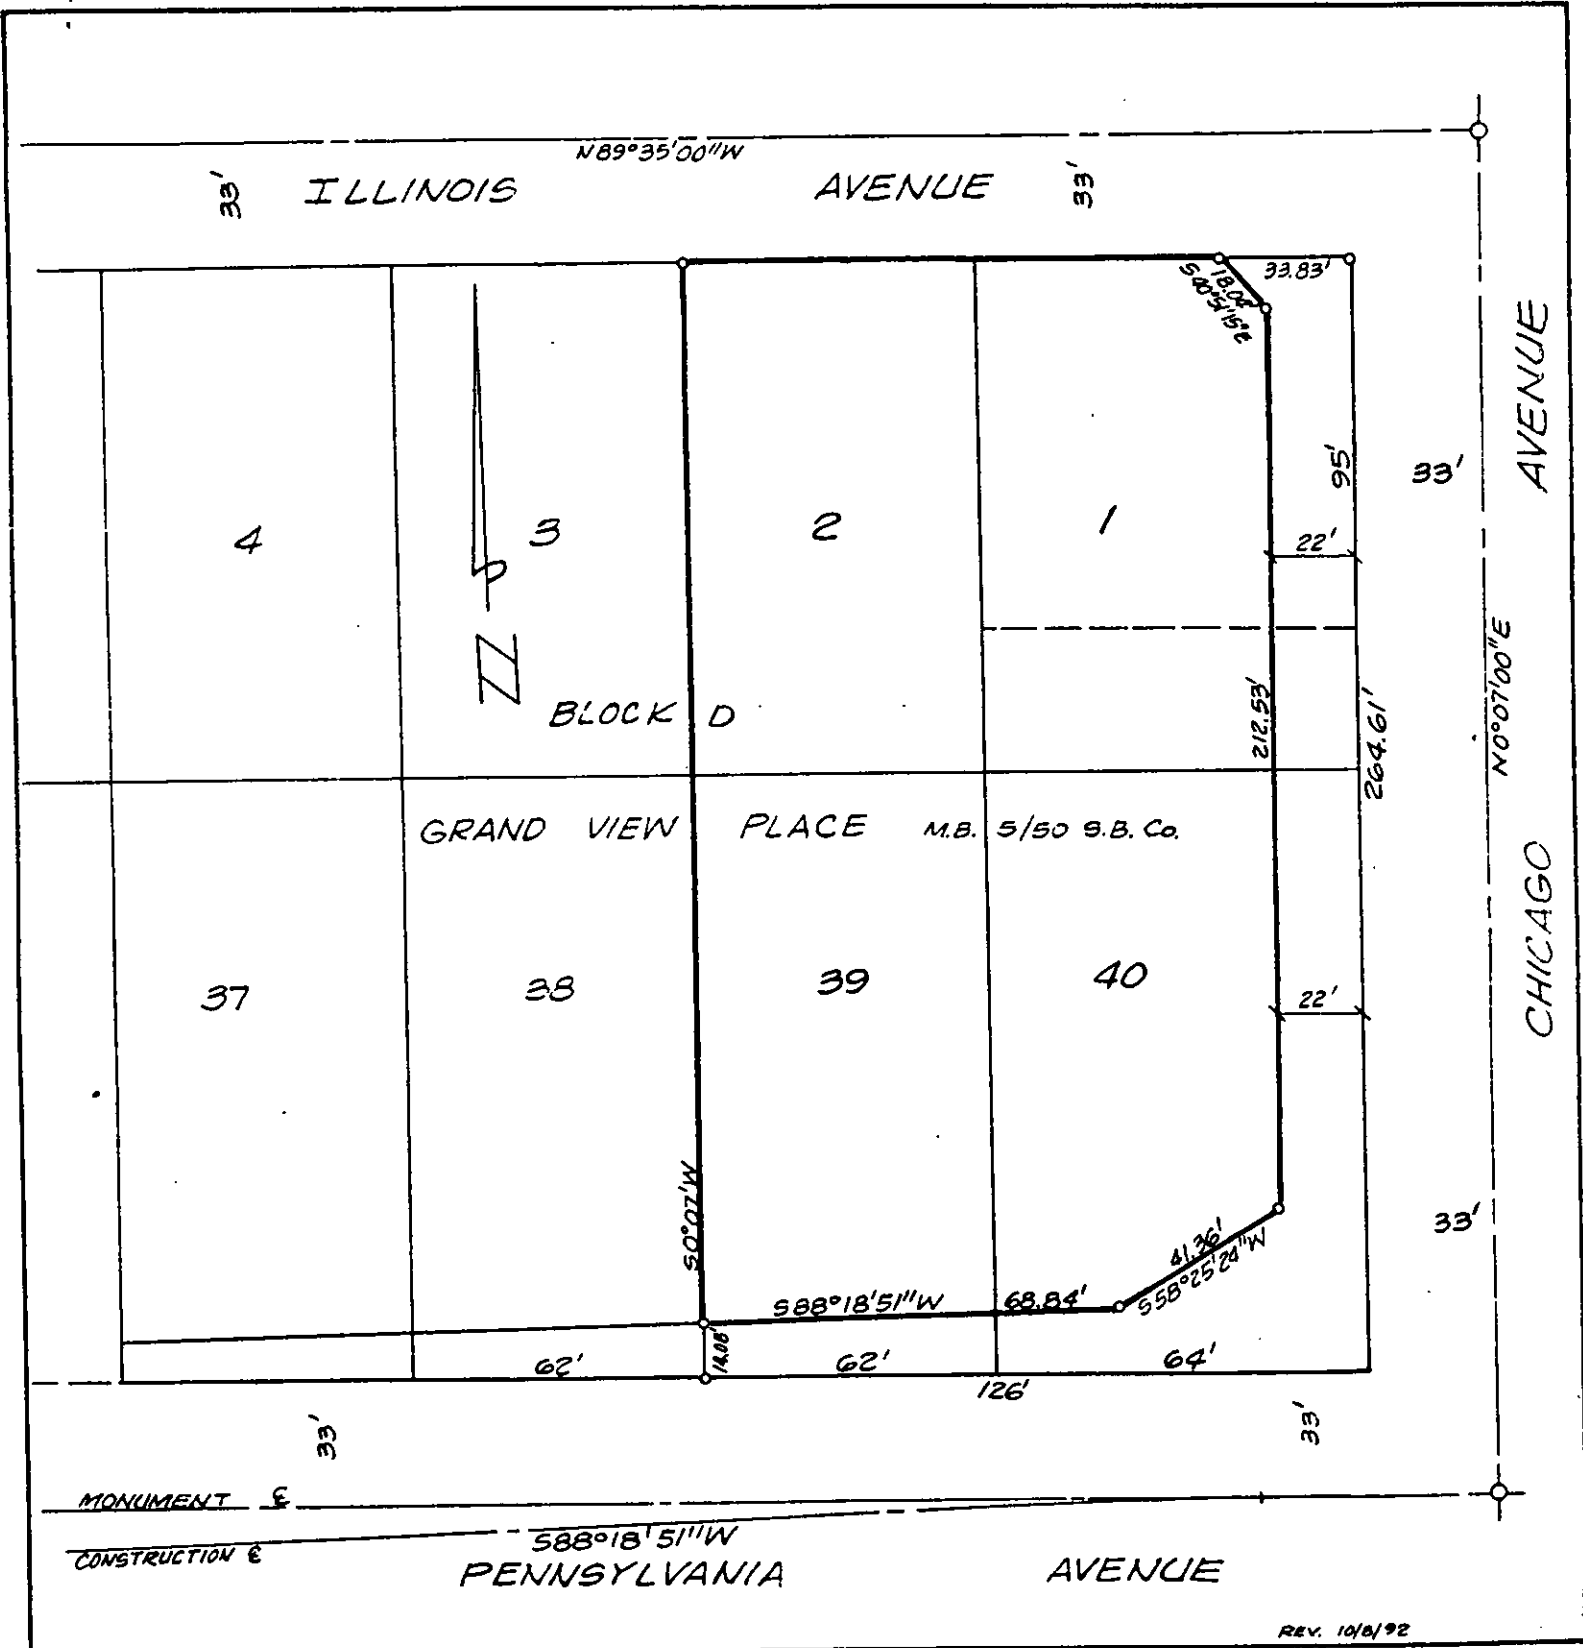 N89°35'00"W
33'
ILLINOIS AVENUE
33'
33.83'
18.04'
S40°51'15"E
AVENUE
95'
33'
4
3
2
1
22'
N0°07'00"E
212.53'
264.61'
BLOCK D
GRAND VIEW PLACE M.B. 5/50 S.B. Co.
CHICAGO
37
38
39
40
22'
S0°07'W
33'
41.36'
S58°25'24"W
S88°18'51"W
68.84'
14.08'
62'
62'
64'
126'
33'
33'
MONUMENT ℄
S88°18'51"W
CONSTRUCTION ℄
PENNSYLVANIA AVENUE
REV. 10/8/92